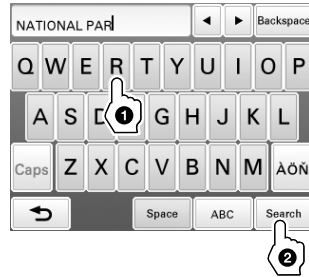 NATIONAL PAR ◄ ► Backspace
Q W E R T Y U I O P
A S D G H J K L
1
Caps Z X C V B N M ÀÖÑ
Space ABC Search
2